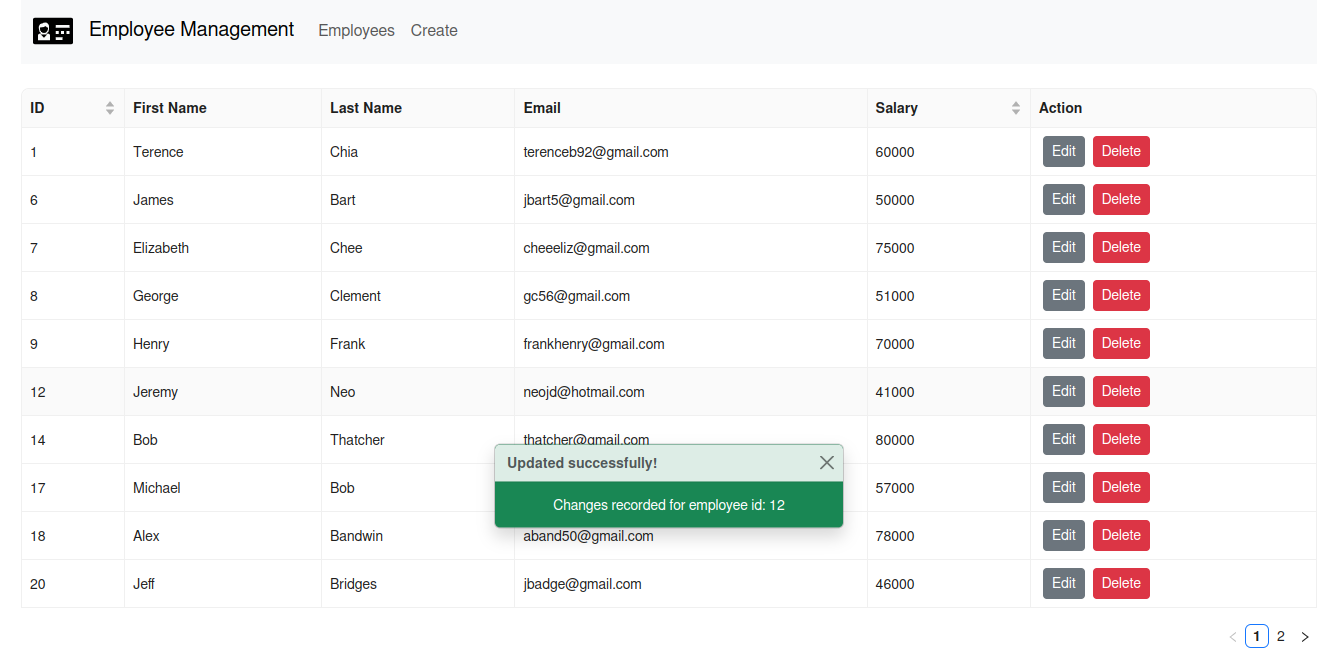 Employee Management Employees Create
ID First Name Last Name Email Salary Action
1 Terence Chia terenceb92@gmail.com 60000 Edit Delete
6 James Bart jbart5@gmail.com 50000 Edit Delete
7 Elizabeth Chee cheeeliz@gmail.com 75000 Edit Delete
8 George Clement gc56@gmail.com 51000 Edit Delete
9 Henry Frank frankhenry@gmail.com 70000 Edit Delete
12 Jeremy Neo neojd@hotmail.com 41000 Edit Delete
14 Bob Thatcher thatcher@gmail.com 80000 Edit Delete
Updated successfully!
17 Michael Bob 57000 Edit Delete
Changes recorded for employee id: 12
18 Alex Bandwin aband50@gmail.com 78000 Edit Delete
20 Jeff Bridges jbadge@gmail.com 46000 Edit Delete
< 1 2 >